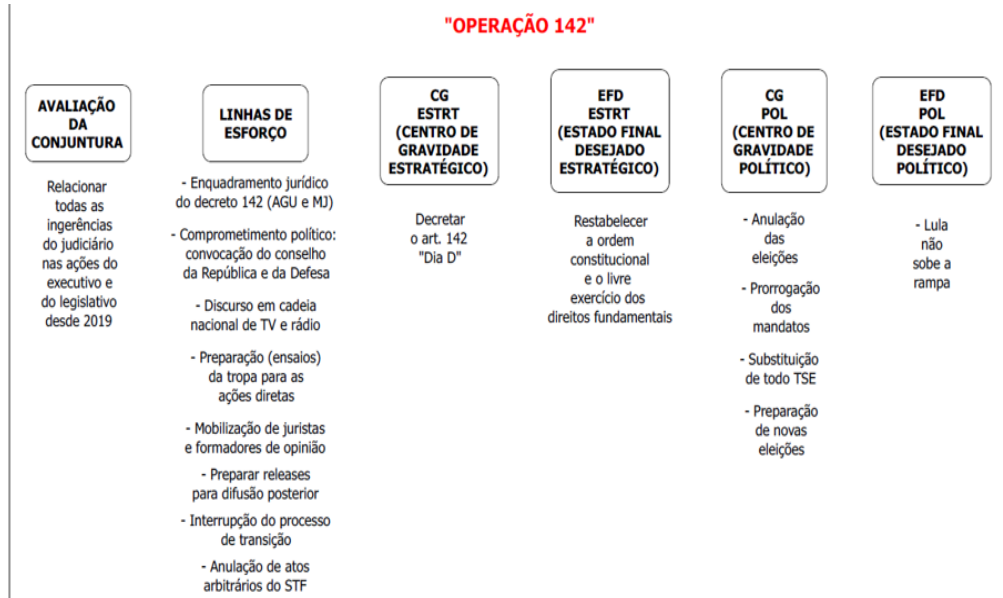 "OPERAÇÃO 142"
AVALIAÇÃO
DA
CONJUNTURA
Relacionar
todas as
ingerências
do judiciário
nas ações do
executivo e
do legislativo
desde 2019
LINHAS DE
ESFORÇO
- Enquadramento jurídico
do decreto 142 (AGU e MJ)
- Comprometimento político:
convocação do conselho
da República e da Defesa
- Discurso em cadeia
nacional de TV e rádio
- Preparação (ensaios)
da tropa para as
ações diretas
- Mobilização de juristas
e formadores de opinião
- Preparar releases
para difusão posterior
- Interrupção do processo
de transição
- Anulação de atos
arbitrários do STF
CG
ESTRT
(CENTRO DE
GRAVIDADE
ESTRATÉGICO)
Decretar
o art. 142
"Dia D"
EFD
ESTRT
(ESTADO FINAL
DESEJADO
ESTRATÉGICO)
Restabelecer
a ordem
constitucional
e o livre
exercício dos
direitos fundamentais
CG
POL
(CENTRO DE
GRAVIDADE
POLÍTICO)
- Anulação
das
eleições
- Prorrogação
dos
mandatos
- Substituição
de todo TSE
- Preparação
de novas
eleições
EFD
POL
(ESTADO FINAL
DESEJADO
POLÍTICO)
- Lula
não
sobe a
rampa